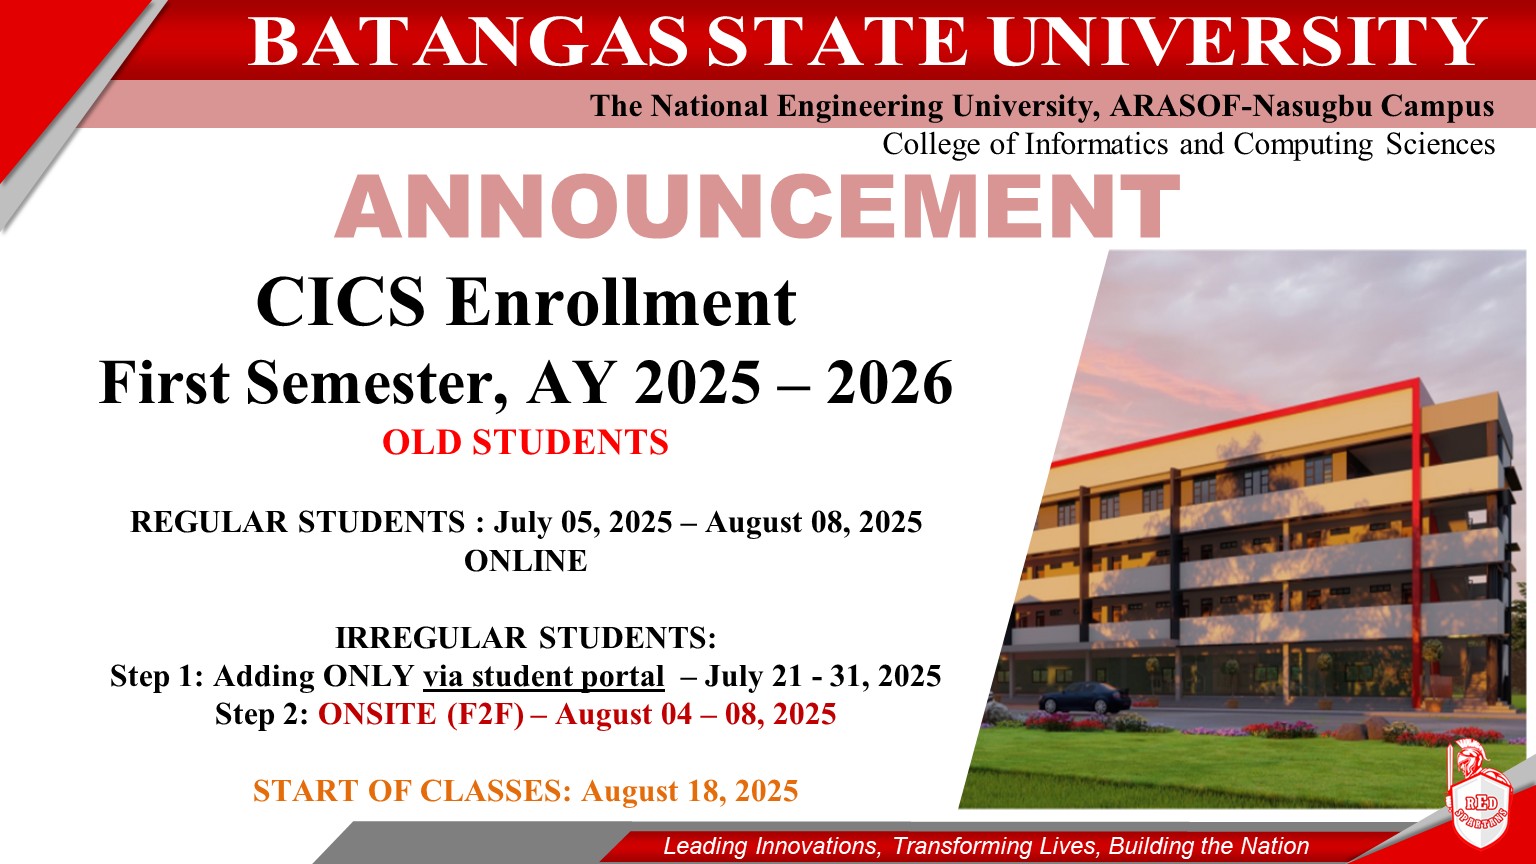 BATANGAS STATE UNIVERSITY
The National Engineering University, ARASOF-Nasugbu Campus
College of Informatics and Computing Sciences
ANNOUNCEMENT
CICS Enrollment
First Semester, AY 2025 – 2026
OLD STUDENTS
REGULAR STUDENTS : July 05, 2025 – August 08, 2025
ONLINE
IRREGULAR STUDENTS:
Step 1: Adding ONLY via student portal – July 21 - 31, 2025
Step 2: ONSITE (F2F) – August 04 – 08, 2025
START OF CLASSES: August 18, 2025
RED
SPARTANS
Leading Innovations, Transforming Lives, Building the Nation